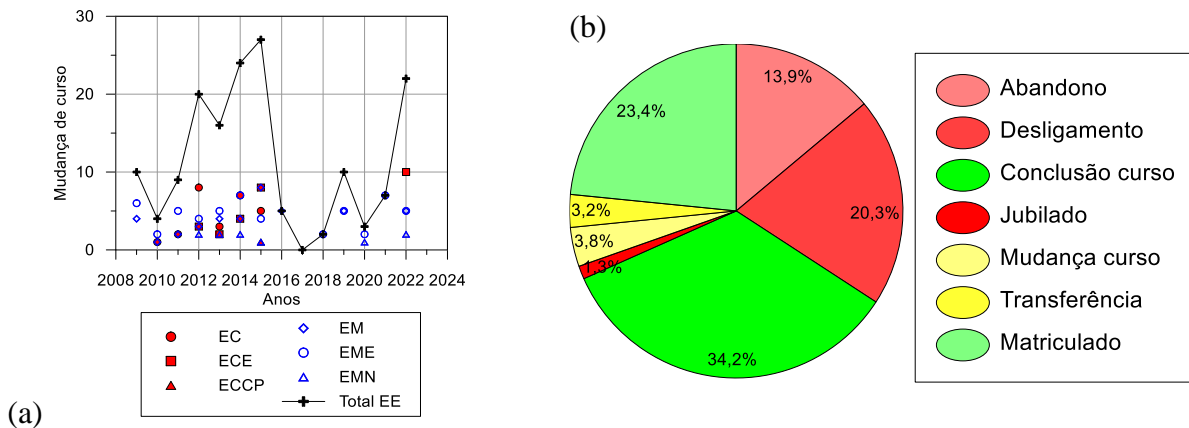 (a)
Mudança de curso
30
20
10
0
2008 2010 2012 2014 2016 2018 2020 2022 2024
Anos
EC
ECE
ECCP
EM
EME
EMN
Total EE
(b)
13,9%
20,3%
34,2%
1,3%
3,8%
3,2%
23,4%
Abandono
Desligamento
Conclusão curso
Jubilado
Mudança curso
Transferência
Matriculado